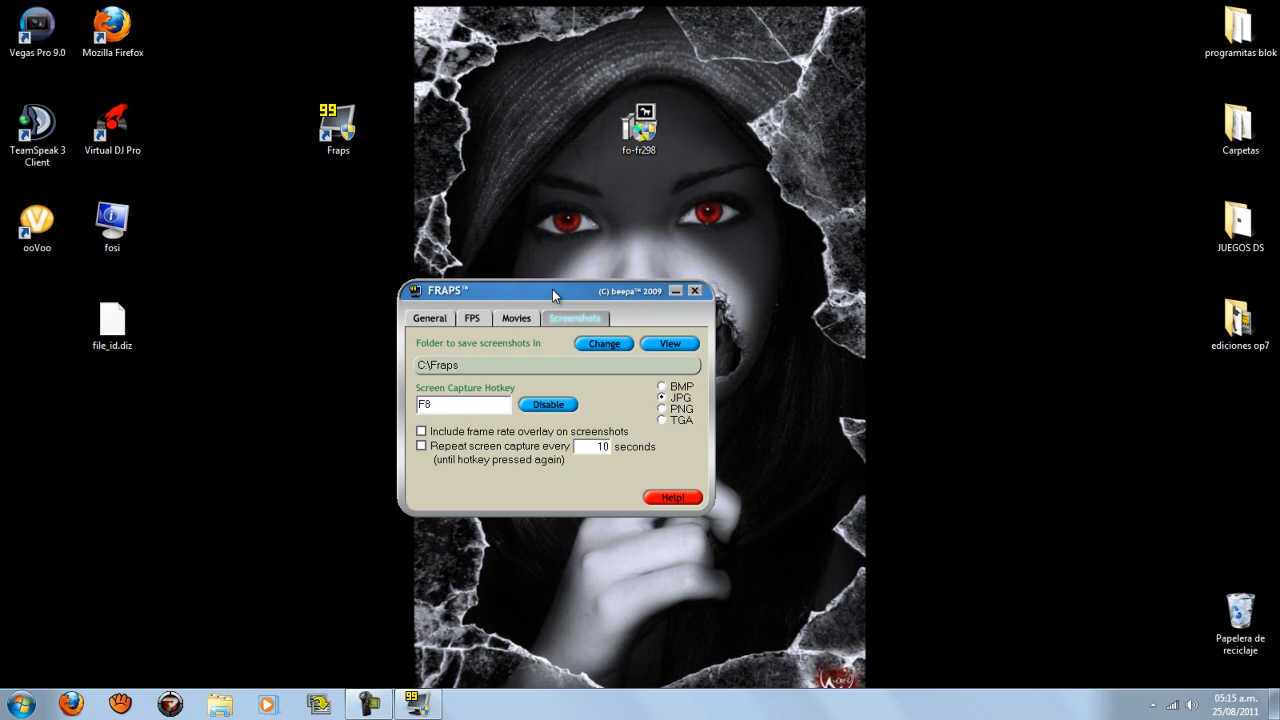 Vegas Pro 9.0
Mozilla Firefox
programitas blok
TeamSpeak 3
Client
Virtual DJ Pro
99
Fraps
fo-fr298
Carpetas
ooVoo
fosi
JUEGOS DS
file_id.diz
ediciones op7
FRAPS™
(C) beepa™ 2009
General
FPS
Movies
Screenshots
Folder to save screenshots in
Change
View
C:\Fraps
Screen Capture Hotkey
F8
Disable
BMP
JPG
PNG
TGA
Include frame rate overlay on screenshots
Repeat screen capture every 10 seconds
(until hotkey pressed again)
Help!
Papelera de
reciclaje
99
05:15 a.m.
25/08/2011